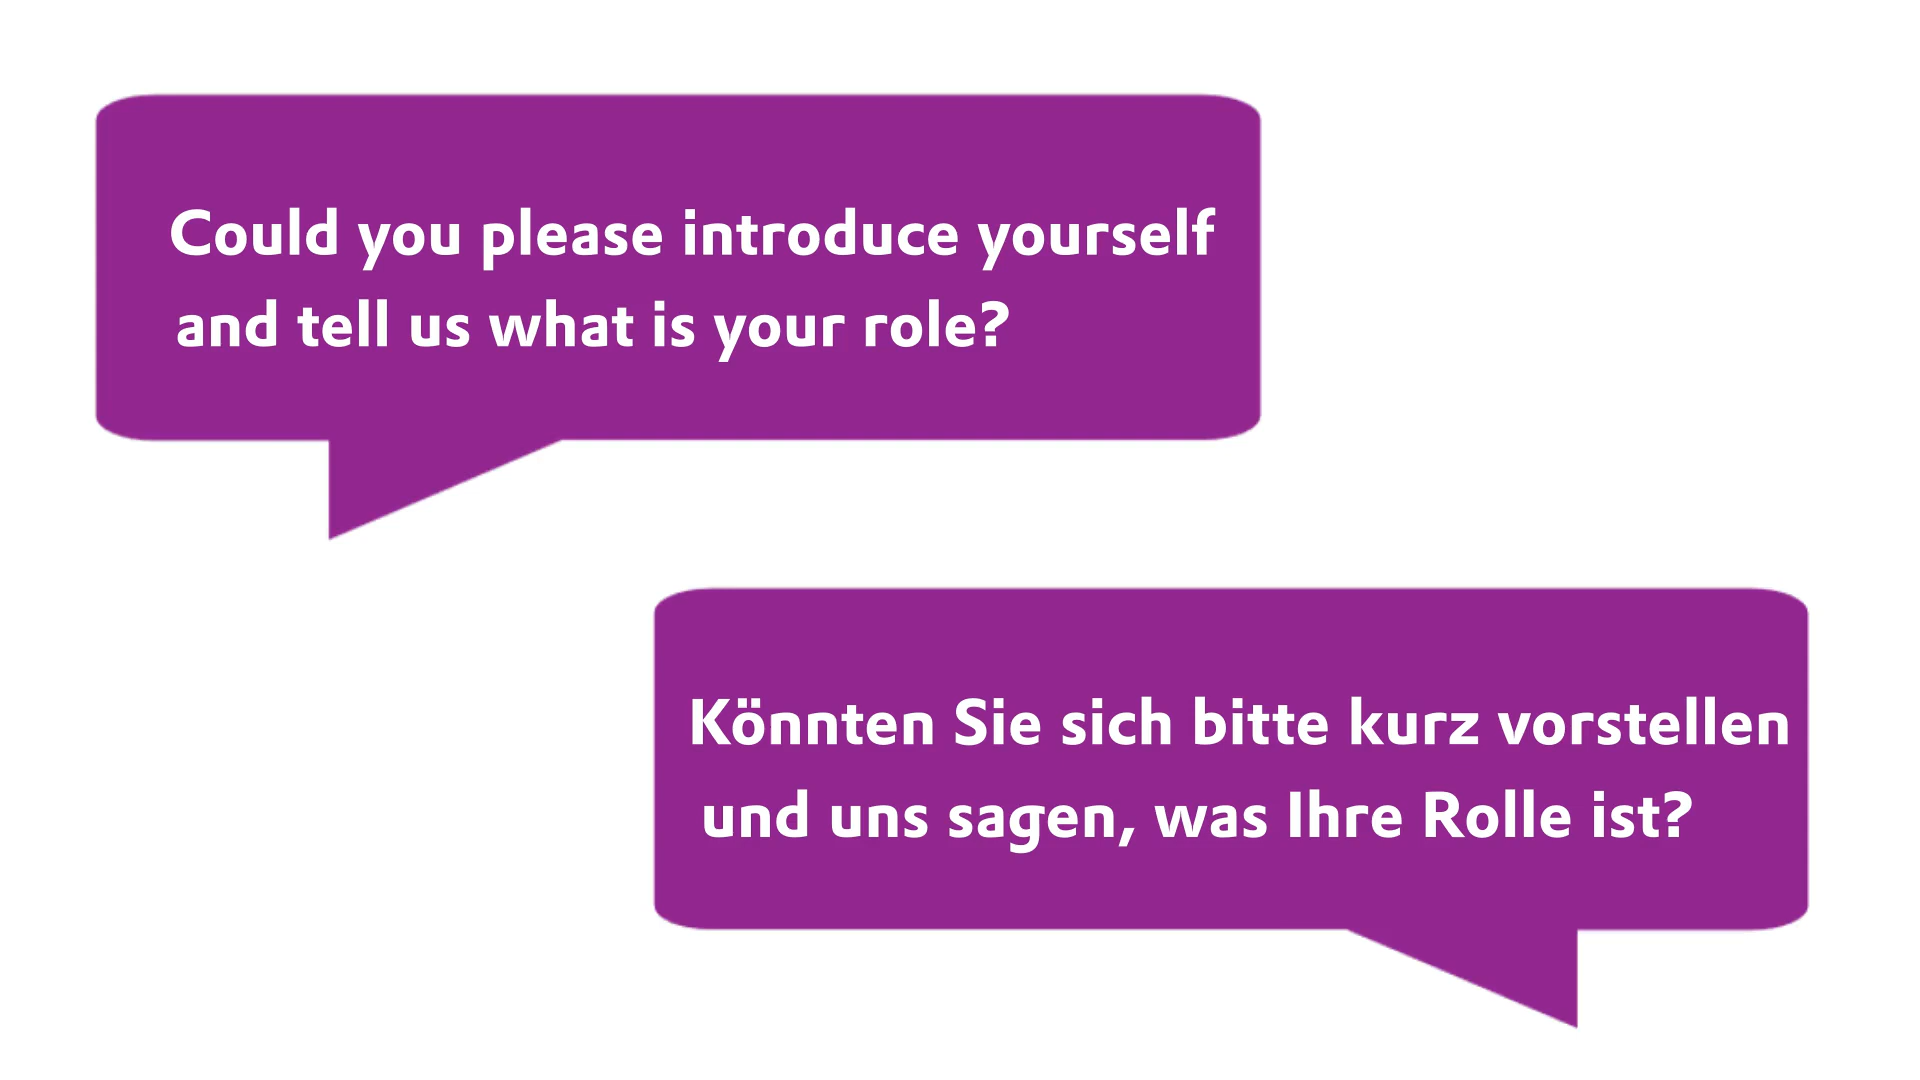 Could you please introduce yourself
and tell us what is your role?
Könnten Sie sich bitte kurz vorstellen
und uns sagen, was Ihre Rolle ist?